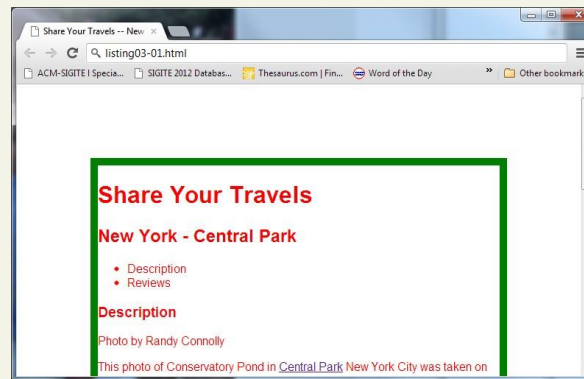 Share Your Travels -- New
listing03-01.html
ACM-SIGITE I Specia... SIGITE 2012 Databas... Thesaurus.com | Fin... Word of the Day » Other bookmark
Share Your Travels
New York - Central Park
• Description
• Reviews
Description
Photo by Randy Connolly
This photo of Conservatory Pond in Central Park New York City was taken on